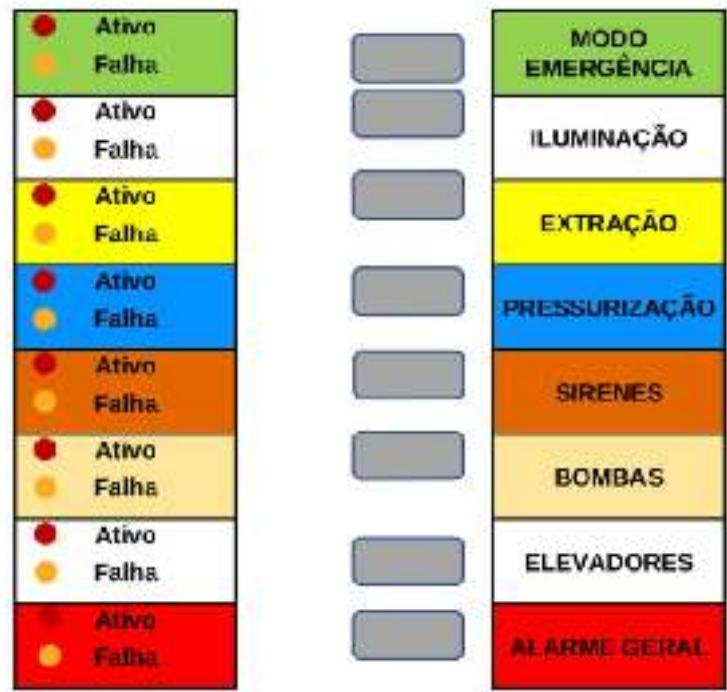 Ativo
Falha
MODO
EMERGÊNCIA
Ativo
Falha
ILUMINAÇÃO
Ativo
Falha
EXTRAÇÃO
Ativo
Falha
PRESSURIZAÇÃO
Ativo
Falha
SIRENES
Ativo
Falha
BOMBAS
Ativo
Falha
ELEVADORES
Ativo
Falha
ALARME GERAL